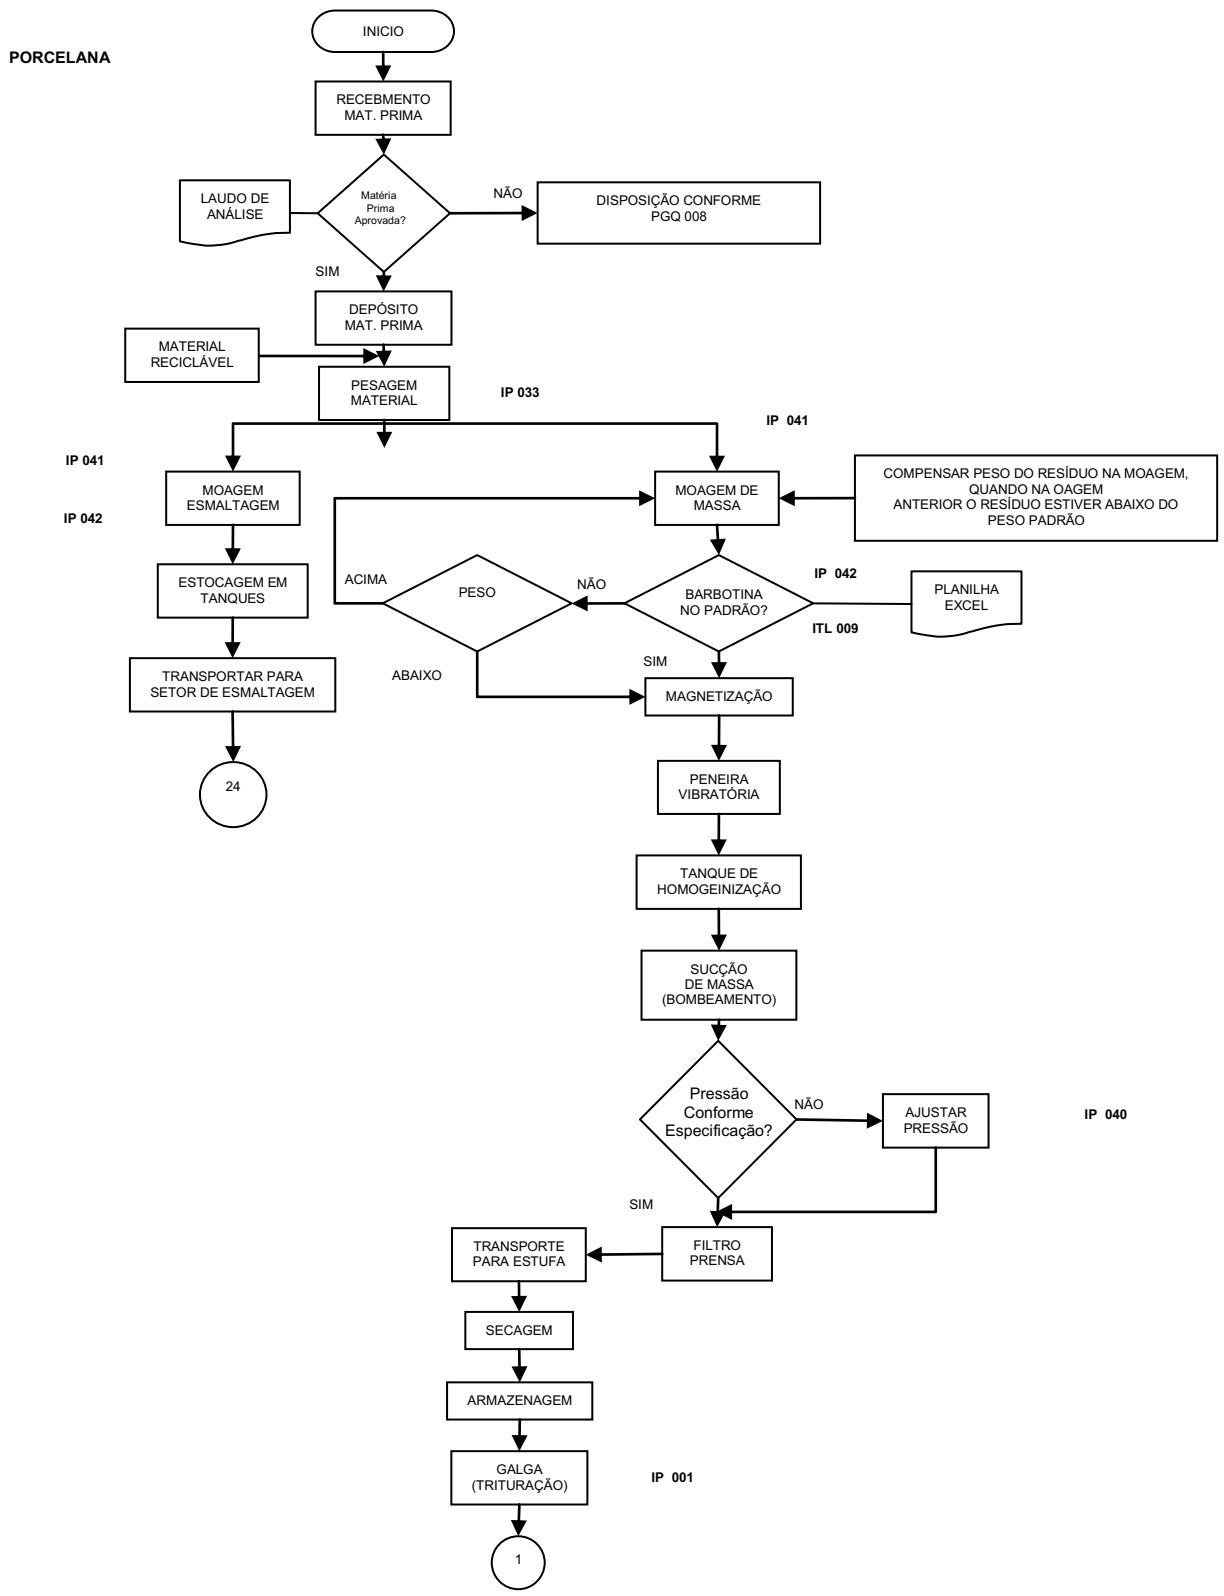 INICIO
PORCELANA
RECEBMENTO
MAT. PRIMA
LAUDO DE
ANÁLISE
Matéria
Prima
Aprovada?
NÃO
DISPOSIÇÃO CONFORME
PGQ 008
SIM
DEPÓSITO
MAT. PRIMA
MATERIAL
RECICLÁVEL
PESAGEM
MATERIAL
IP 033
IP 041
IP 041
MOAGEM
ESMALTAGEM
MOAGEM DE
MASSA
COMPENSAR PESO DO RESÍDUO NA MOAGEM,
QUANDO NA OAGEM
ANTERIOR O RESÍDUO ESTIVER ABAIXO DO
PESO PADRÃO
IP 042
ESTOCAGEM EM
TANQUES
ACIMA
PESO
NÃO
BARBOTINA
NO PADRÃO?
IP 042
ITL 009
PLANILHA
EXCEL
TRANSPORTAR PARA
SETOR DE ESMALTAGEM
ABAIXO
SIM
MAGNETIZAÇÃO
24
PENEIRA
VIBRATÓRIA
TANQUE DE
HOMOGEINIZAÇÃO
SUCÇÃO
DE MASSA
(BOMBEAMENTO)
Pressão
Conforme
Especificação?
NÃO
AJUSTAR
PRESSÃO
IP 040
SIM
TRANSPORTE
PARA ESTUFA
FILTRO
PRENSA
SECAGEM
ARMAZENAGEM
GALGA
(TRITURAÇÃO)
IP 001
1